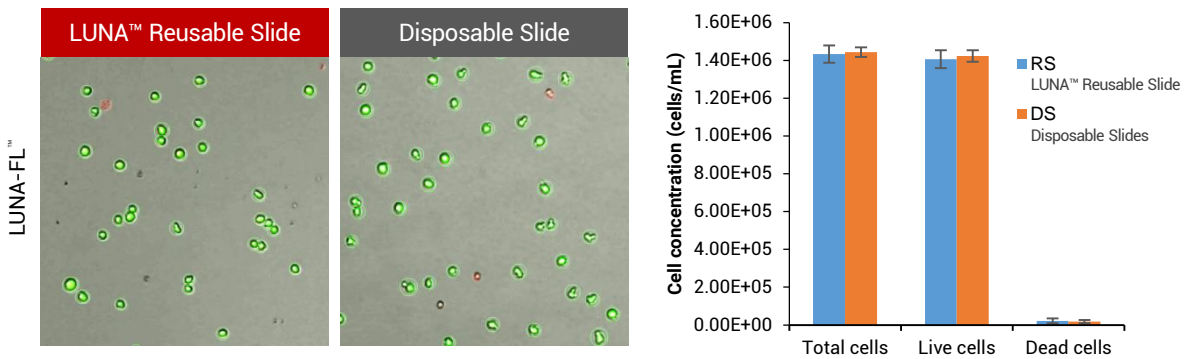 LUNA™ Reusable Slide
Disposable Slide
LUNA-FL™
Cell concentration (cells/mL)
1.60E+06
1.40E+06
1.20E+06
1.00E+06
8.00E+05
6.00E+05
4.00E+05
2.00E+05
0.00E+00
Total cells
Live cells
Dead cells
RS
LUNA™ Reusable Slide
DS
Disposable Slides